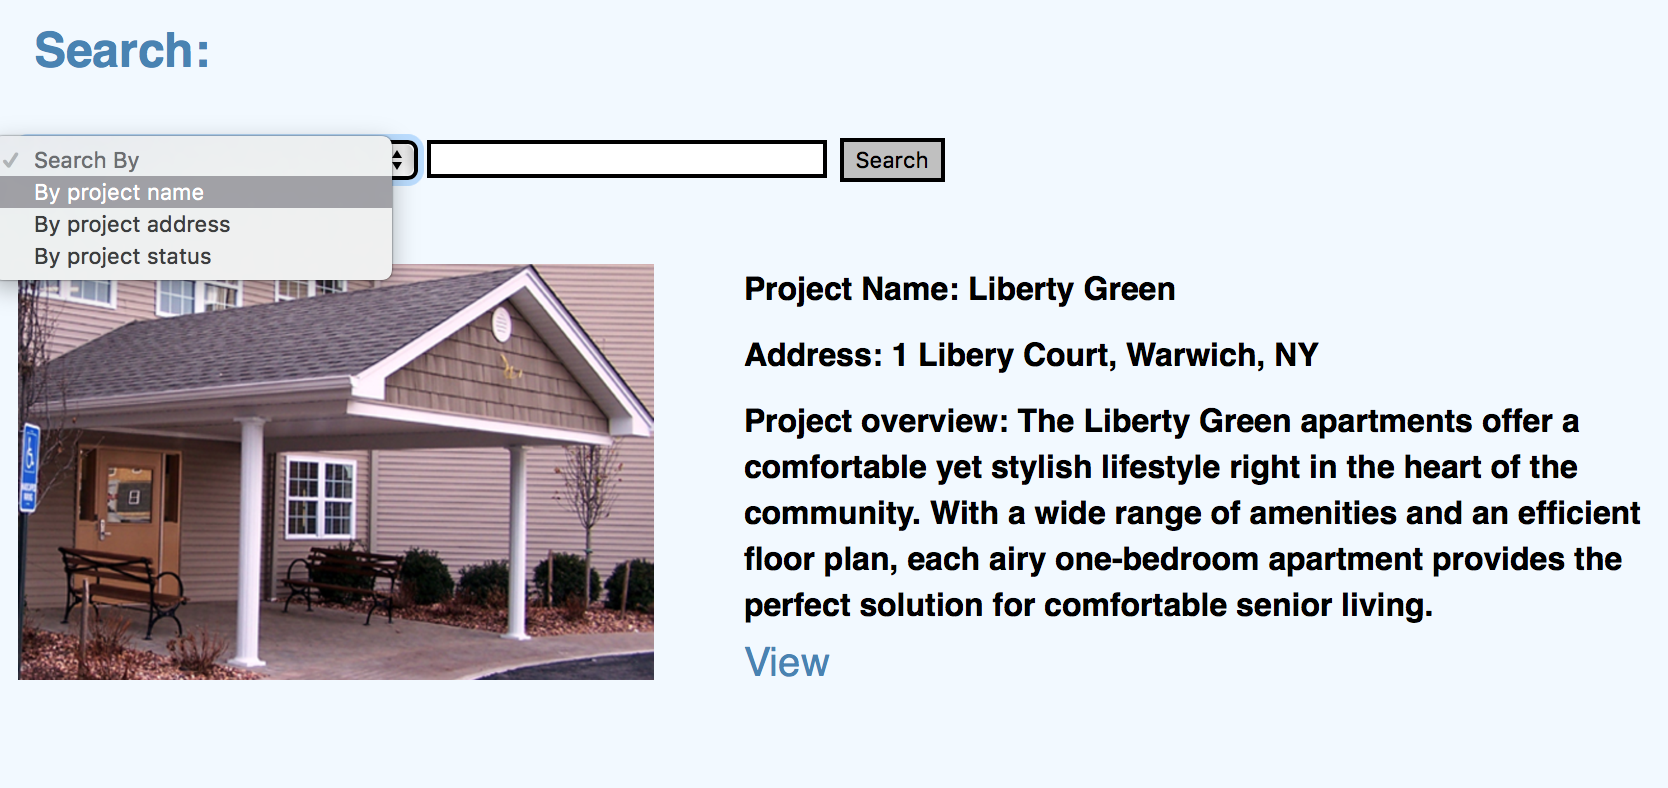 Search:
Search By
Search
By project name
By project address
By project status
Project Name: Liberty Green
Address: 1 Libery Court, Warwich, NY
Project overview: The Liberty Green apartments offer a
comfortable yet stylish lifestyle right in the heart of the
community. With a wide range of amenities and an efficient
floor plan, each airy one-bedroom apartment provides the
perfect solution for comfortable senior living.
View